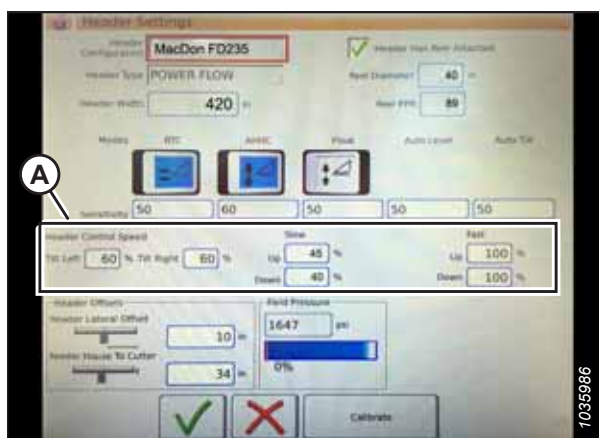 Header Settings
Header Configuration MacDon FD235 Header Has Reel Attached
Header Type POWER FLOW Reel Diameter 40 in
Header Width 420 in Reel PPR 89
Modes RTC AHHC Float Auto Level Auto Tilt
A
Sensitivity 50 60 50 50 50
Header Control Speed Slow Fast
Tilt Left 60 % Tilt Right 60 % Up 45 % Up 100 %
Down 40 % Down 100 %
Header Offsets Field Pressure
Header Lateral Offset 1647 psi
10 in
Feeder House To Cutter 0%
34 in
Calibrate
1035986